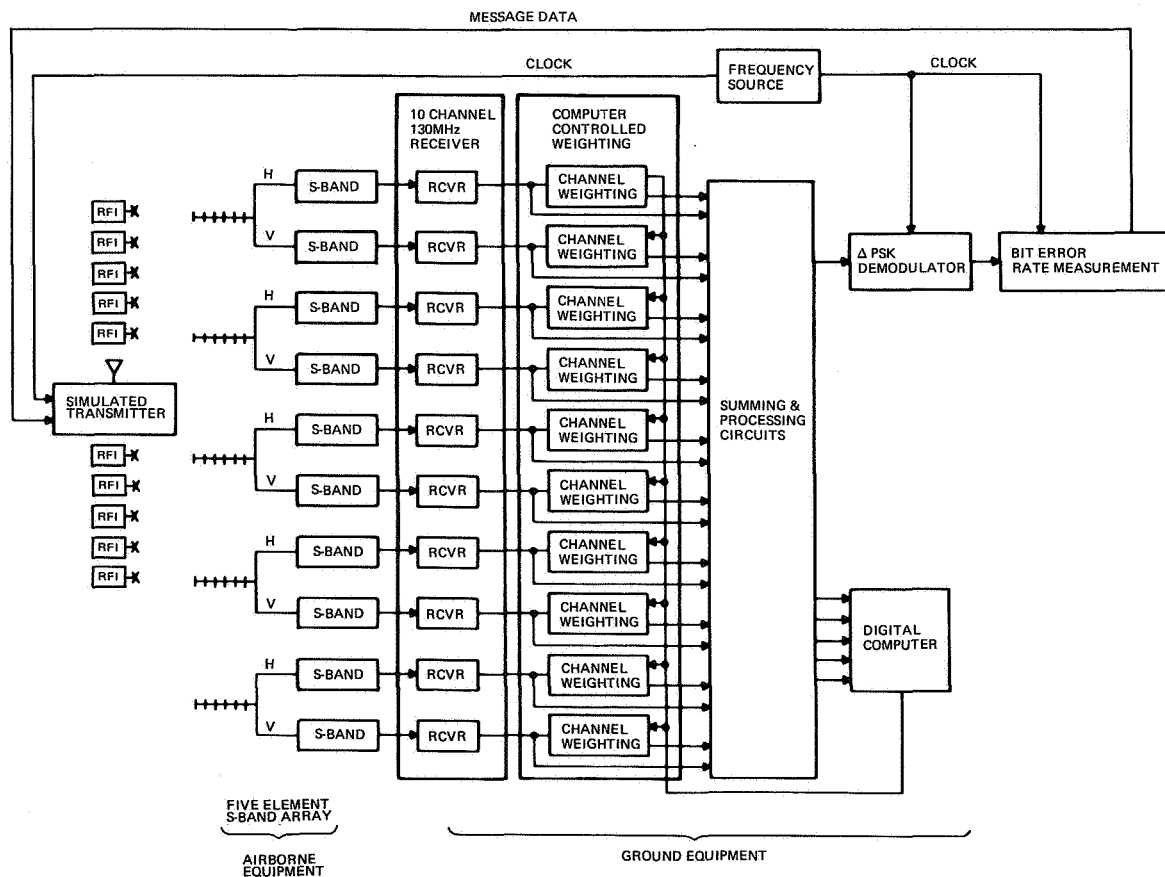 MESSAGE DATA
CLOCK
FREQUENCY
SOURCE
CLOCK
10 CHANNEL
130MHz
RECEIVER
COMPUTER
CONTROLLED
WEIGHTING
H
S-BAND
RCVR
CHANNEL
WEIGHTING
V
S-BAND
RCVR
CHANNEL
WEIGHTING
H
S-BAND
RCVR
CHANNEL
WEIGHTING
V
S-BAND
RCVR
CHANNEL
WEIGHTING
H
S-BAND
RCVR
CHANNEL
WEIGHTING
V
S-BAND
RCVR
CHANNEL
WEIGHTING
H
S-BAND
RCVR
CHANNEL
WEIGHTING
V
S-BAND
RCVR
CHANNEL
WEIGHTING
H
S-BAND
RCVR
CHANNEL
WEIGHTING
V
S-BAND
RCVR
CHANNEL
WEIGHTING
RFI
RFI
RFI
RFI
RFI
SIMULATED
TRANSMITTER
RFI
RFI
RFI
RFI
RFI
SUMMING &
PROCESSING
CIRCUITS
Δ PSK
DEMODULATOR
BIT ERROR
RATE MEASUREMENT
DIGITAL
COMPUTER
FIVE ELEMENT
S-BAND ARRAY
AIRBORNE
EQUIPMENT
GROUND EQUIPMENT